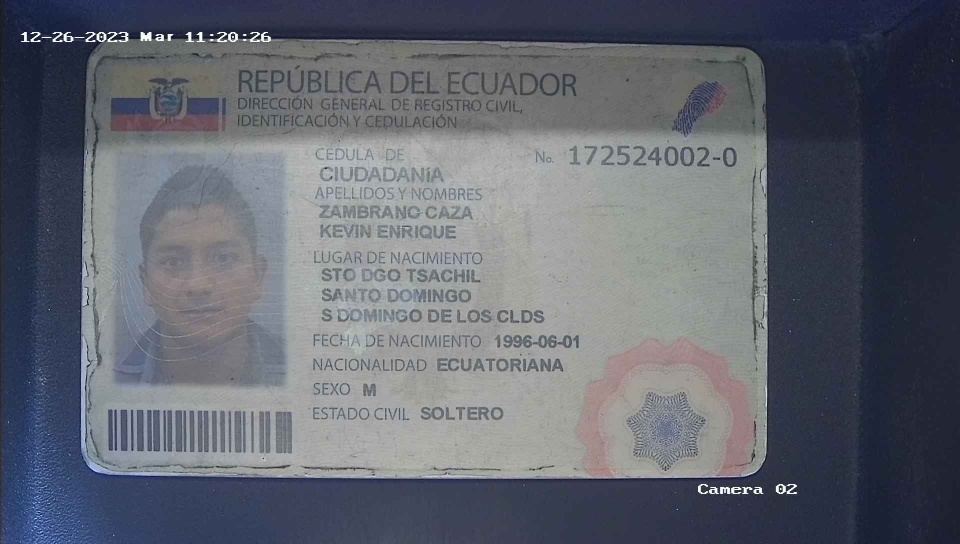 12-26-2023 Mar 11:20:26
REPÚBLICA DEL ECUADOR
DIRECCIÓN GENERAL DE REGISTRO CIVIL,
IDENTIFICACIÓN Y CEDULACIÓN
CÉDULA DE No. 172524002-0
CIUDADANÍA
APELLIDOS Y NOMBRES
ZAMBRANO CAZA
KEVIN ENRIQUE
LUGAR DE NACIMIENTO
STO DGO TSACHIL
SANTO DOMINGO
S DOMINGO DE LOS CLDS
FECHA DE NACIMIENTO 1996-06-01
NACIONALIDAD ECUATORIANA
SEXO M
ESTADO CIVIL SOLTERO
Camera 02